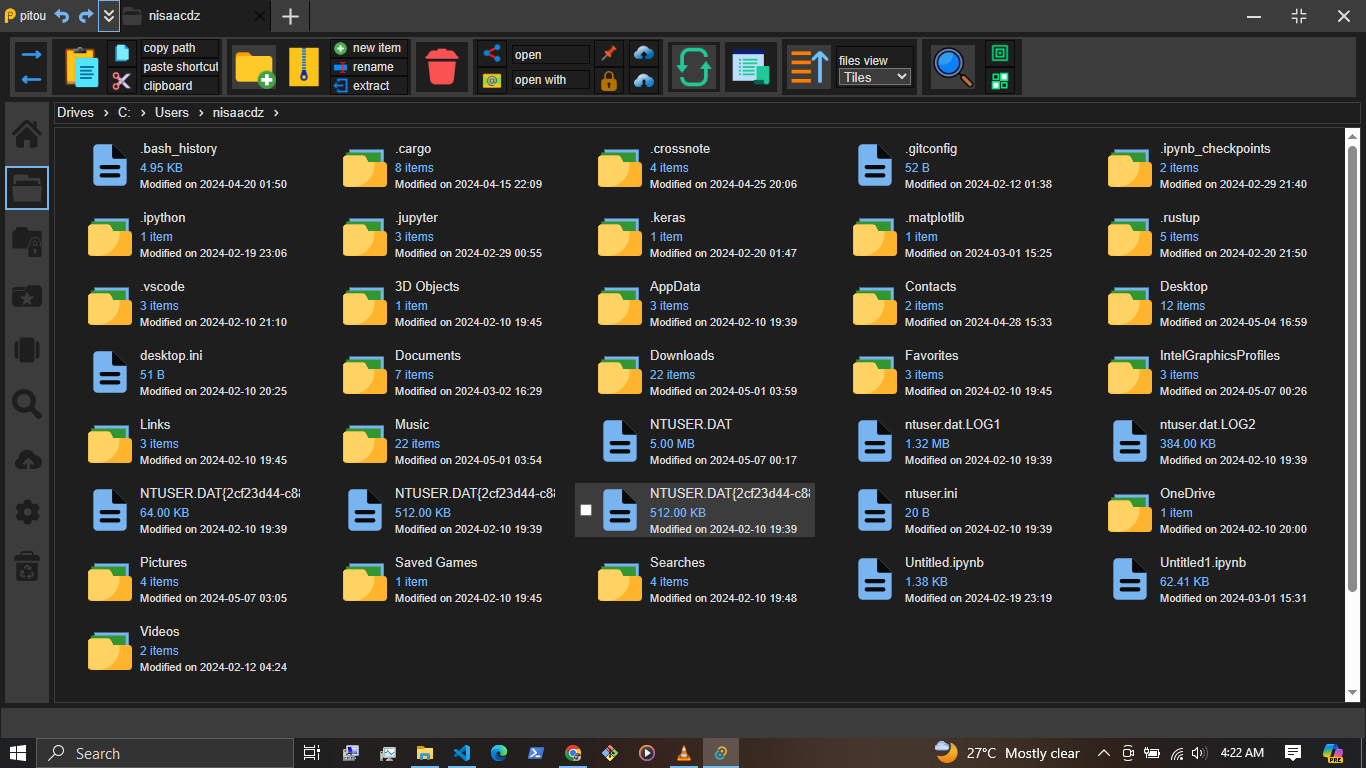 pitou
nisaacdz
copy path
paste shortcut
clipboard
new item
rename
extract
open
open with
files view
Tiles
Drives
C:
Users
nisaacdz
.bash_history
4.95 KB
Modified on 2024-04-20 01:50
.cargo
8 items
Modified on 2024-04-15 22:09
.crossnote
4 items
Modified on 2024-04-25 20:06
.gitconfig
52 B
Modified on 2024-02-12 01:38
.ipynb_checkpoints
2 items
Modified on 2024-02-29 21:40
.ipython
1 item
Modified on 2024-02-19 23:06
.jupyter
3 items
Modified on 2024-02-29 00:55
.keras
1 item
Modified on 2024-02-20 01:47
.matplotlib
1 item
Modified on 2024-03-01 15:25
.rustup
5 items
Modified on 2024-02-20 21:50
.vscode
3 items
Modified on 2024-02-10 21:10
3D Objects
1 item
Modified on 2024-02-10 19:45
AppData
3 items
Modified on 2024-02-10 19:39
Contacts
2 items
Modified on 2024-04-28 15:33
Desktop
12 items
Modified on 2024-05-04 16:59
desktop.ini
51 B
Modified on 2024-02-10 20:25
Documents
7 items
Modified on 2024-03-02 16:29
Downloads
22 items
Modified on 2024-05-01 03:59
Favorites
3 items
Modified on 2024-02-10 19:45
IntelGraphicsProfiles
3 items
Modified on 2024-05-07 00:26
Links
3 items
Modified on 2024-02-10 19:45
Music
22 items
Modified on 2024-05-01 03:54
NTUSER.DAT
5.00 MB
Modified on 2024-05-07 00:17
ntuser.dat.LOG1
1.32 MB
Modified on 2024-02-10 19:39
ntuser.dat.LOG2
384.00 KB
Modified on 2024-02-10 19:39
NTUSER.DAT{2cf23d44-c88
64.00 KB
Modified on 2024-02-10 19:39
NTUSER.DAT{2cf23d44-c88
512.00 KB
Modified on 2024-02-10 19:39
NTUSER.DAT{2cf23d44-c88
512.00 KB
Modified on 2024-02-10 19:39
ntuser.ini
20 B
Modified on 2024-02-10 19:39
OneDrive
1 item
Modified on 2024-02-10 20:00
Pictures
4 items
Modified on 2024-05-07 03:05
Saved Games
1 item
Modified on 2024-02-10 19:45
Searches
4 items
Modified on 2024-02-10 19:48
Untitled.ipynb
1.38 KB
Modified on 2024-02-19 23:19
Untitled1.ipynb
62.41 KB
Modified on 2024-03-01 15:31
Videos
2 items
Modified on 2024-02-12 04:24
Search
27°C Mostly clear
4:22 AM
PRE